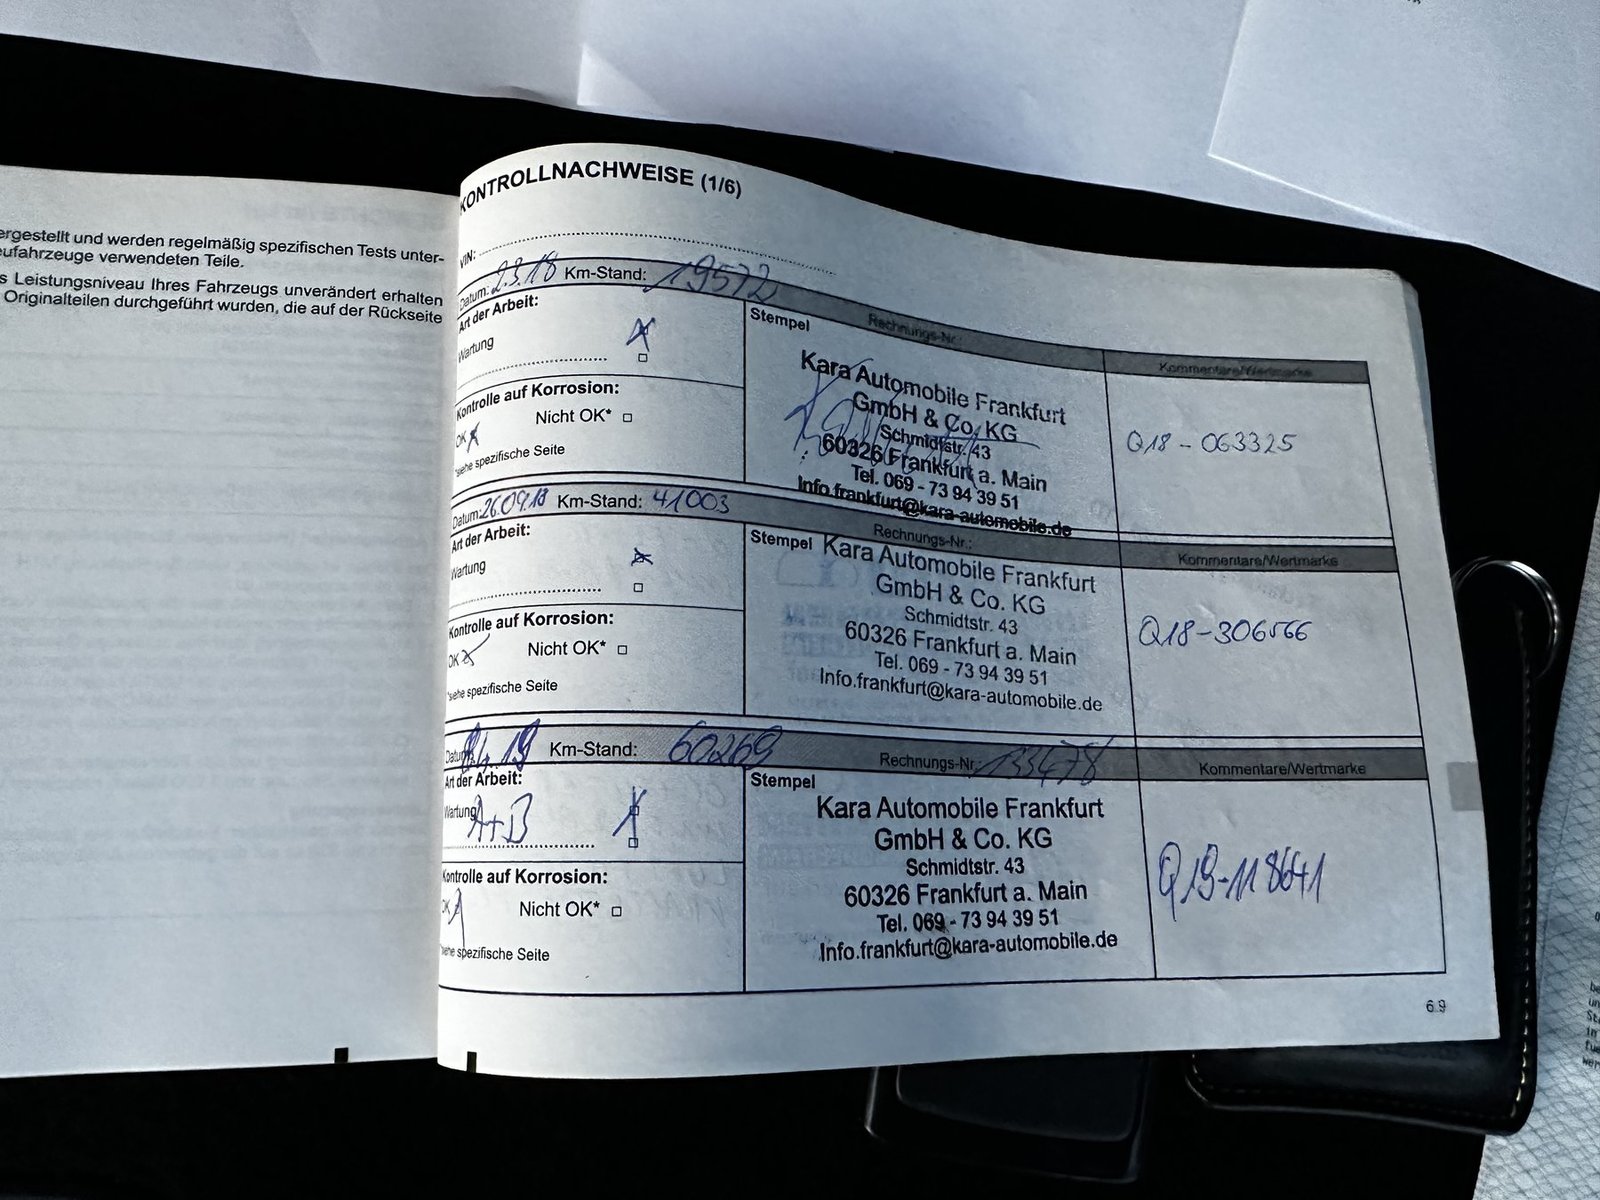 ergestellt und werden regelmäßig spezifischen Tests unter-
eufahrzeuge verwendeten Teile.
s Leistungsniveau Ihres Fahrzeugs unverändert erhalten
Originalteilen durchgeführt wurden, die auf der Rückseite
KONTROLLNACHWEISE (1/6)
VIN:
Datum: 2.3.18 Km-Stand: 19572
Rechnungs-Nr.:
Kommentare/Wertmarke
Art der Arbeit:
Wartung
Kontrolle auf Korrosion:
OK Nicht OK*
*siehe spezifische Seite
Stempel
Kara Automobile Frankfurt
GmbH & Co. KG
Schmidtstr. 43
60326 Frankfurt a. Main
Tel. 069 - 73 94 39 51
Info.frankfurt@kara-automobile.de
Q18-063325
Datum: 26.09.18 Km-Stand: 41003
Rechnungs-Nr.:
Kommentare/Wertmarke
Art der Arbeit:
Wartung
Kontrolle auf Korrosion:
OK Nicht OK*
*siehe spezifische Seite
Stempel
Kara Automobile Frankfurt
GmbH & Co. KG
Schmidtstr. 43
60326 Frankfurt a. Main
Tel. 069 - 73 94 39 51
Info.frankfurt@kara-automobile.de
Q18-306566
Datum: Km-Stand: 60269
Rechnungs-Nr.: 133478
Kommentare/Wertmarke
Art der Arbeit:
Wartung A+B
Kontrolle auf Korrosion:
OK Nicht OK*
*siehe spezifische Seite
Stempel
Kara Automobile Frankfurt
GmbH & Co. KG
Schmidtstr. 43
60326 Frankfurt a. Main
Tel. 069 - 73 94 39 51
Info.frankfurt@kara-automobile.de
Q19-118641
6.9